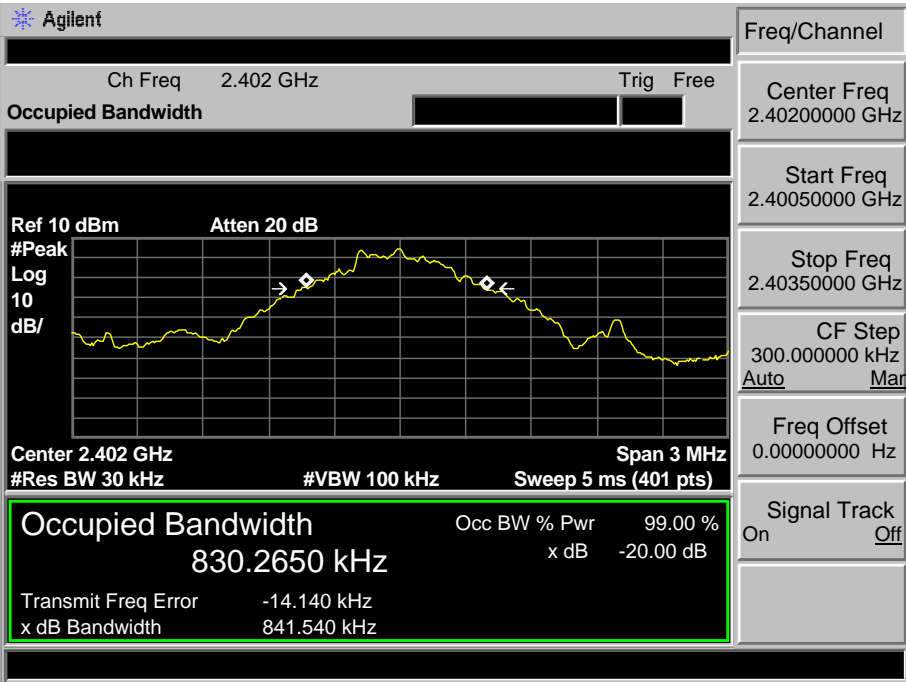 Agilent
Ch Freq 2.402 GHz Trig Free
Occupied Bandwidth
Ref 10 dBm Atten 20 dB
#Peak
Log
10
dB/
Center 2.402 GHz Span 3 MHz
#Res BW 30 kHz #VBW 100 kHz Sweep 5 ms (401 pts)
Occupied Bandwidth Occ BW % Pwr 99.00 %
830.2650 kHz x dB -20.00 dB
Transmit Freq Error -14.140 kHz
x dB Bandwidth 841.540 kHz
Freq/Channel
Center Freq
2.40200000 GHz
Start Freq
2.40050000 GHz
Stop Freq
2.40350000 GHz
CF Step
300.000000 kHz
Auto Mar
Freq Offset
0.00000000 Hz
Signal Track
On Off